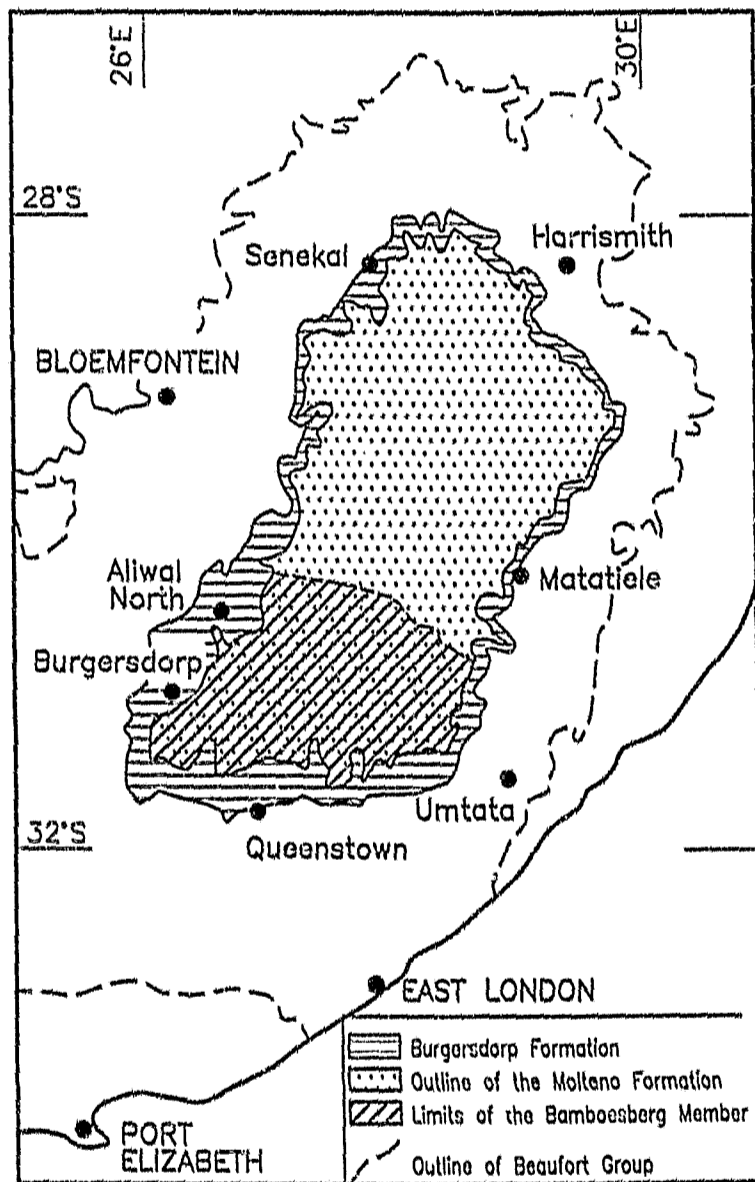 26°E
30°E
28°S
Senekal
Harrismith
BLOEMFONTEIN
Aliwal
North
Matatiele
Burgersdorp
Umtata
32°S
Queenstown
EAST LONDON
Burgersdorp Formation
Outline of the Molteno Formation
Limits of the Bamboesberg Member
Outline of Beaufort Group
PORT
ELIZABETH